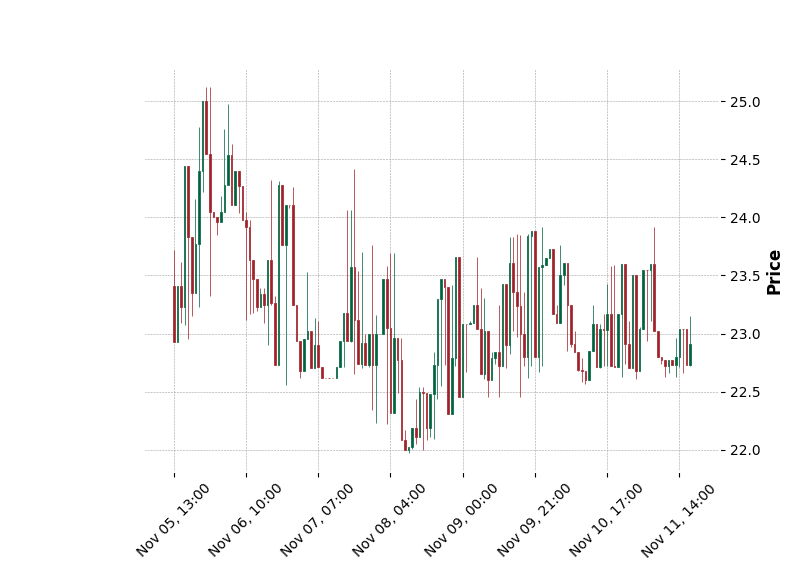 25.0
24.5
24.0
23.5
23.0
22.5
22.0
Price
Nov 05, 13:00
Nov 06, 10:00
Nov 07, 07:00
Nov 08, 04:00
Nov 09, 00:00
Nov 09, 21:00
Nov 10, 17:00
Nov 11, 14:00